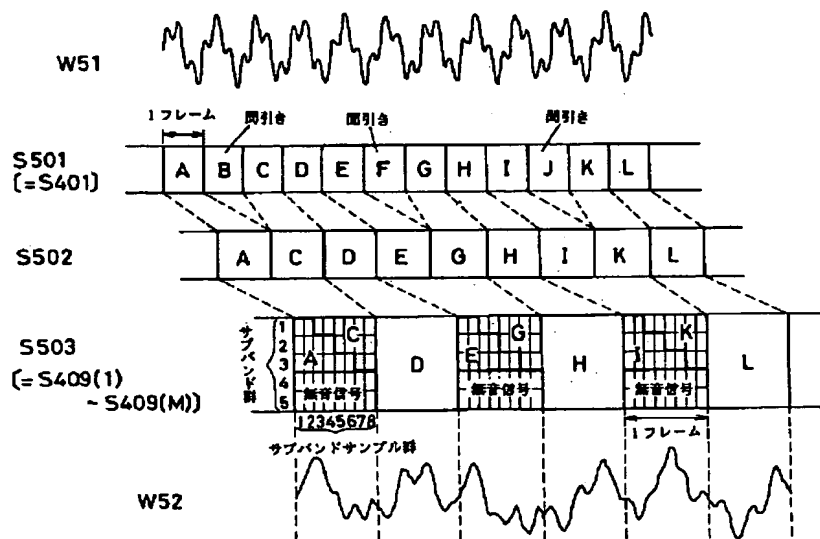 W51
1フレーム 間引き 間引き 間引き
S501
[=S401]
A B C D E F G H I J K L
S502
A C D E G H I K L
S503
[=S409(1)
~S409(M)]
サブバンド群
1
2
3
4
5
A C
無音信号
D
E G
無音信号
H
I K
無音信号
L
12345678
サブバンドサンプル群
1フレーム
W52